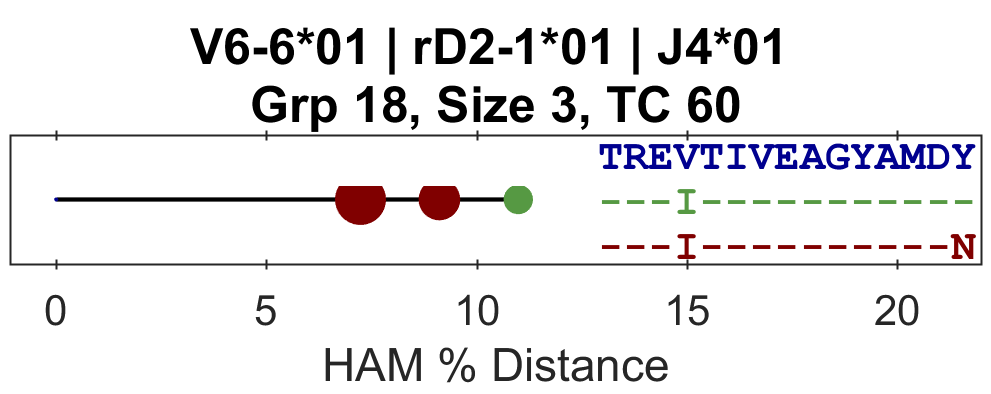 V6-6*01 | rD2-1*01 | J4*01
Grp 18, Size 3, TC 60
TREVTIVEAGYAMDY
---I-----------
---I----------N
0 5 10 15 20
HAM % Distance